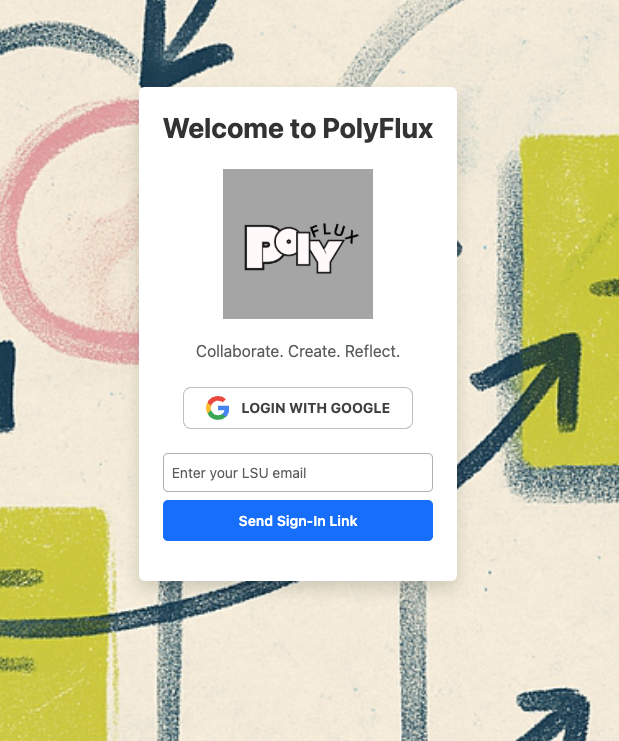 Welcome to PolyFlux
Poly FLUX
Collaborate. Create. Reflect.
LOGIN WITH GOOGLE
Enter your LSU email
Send Sign-In Link